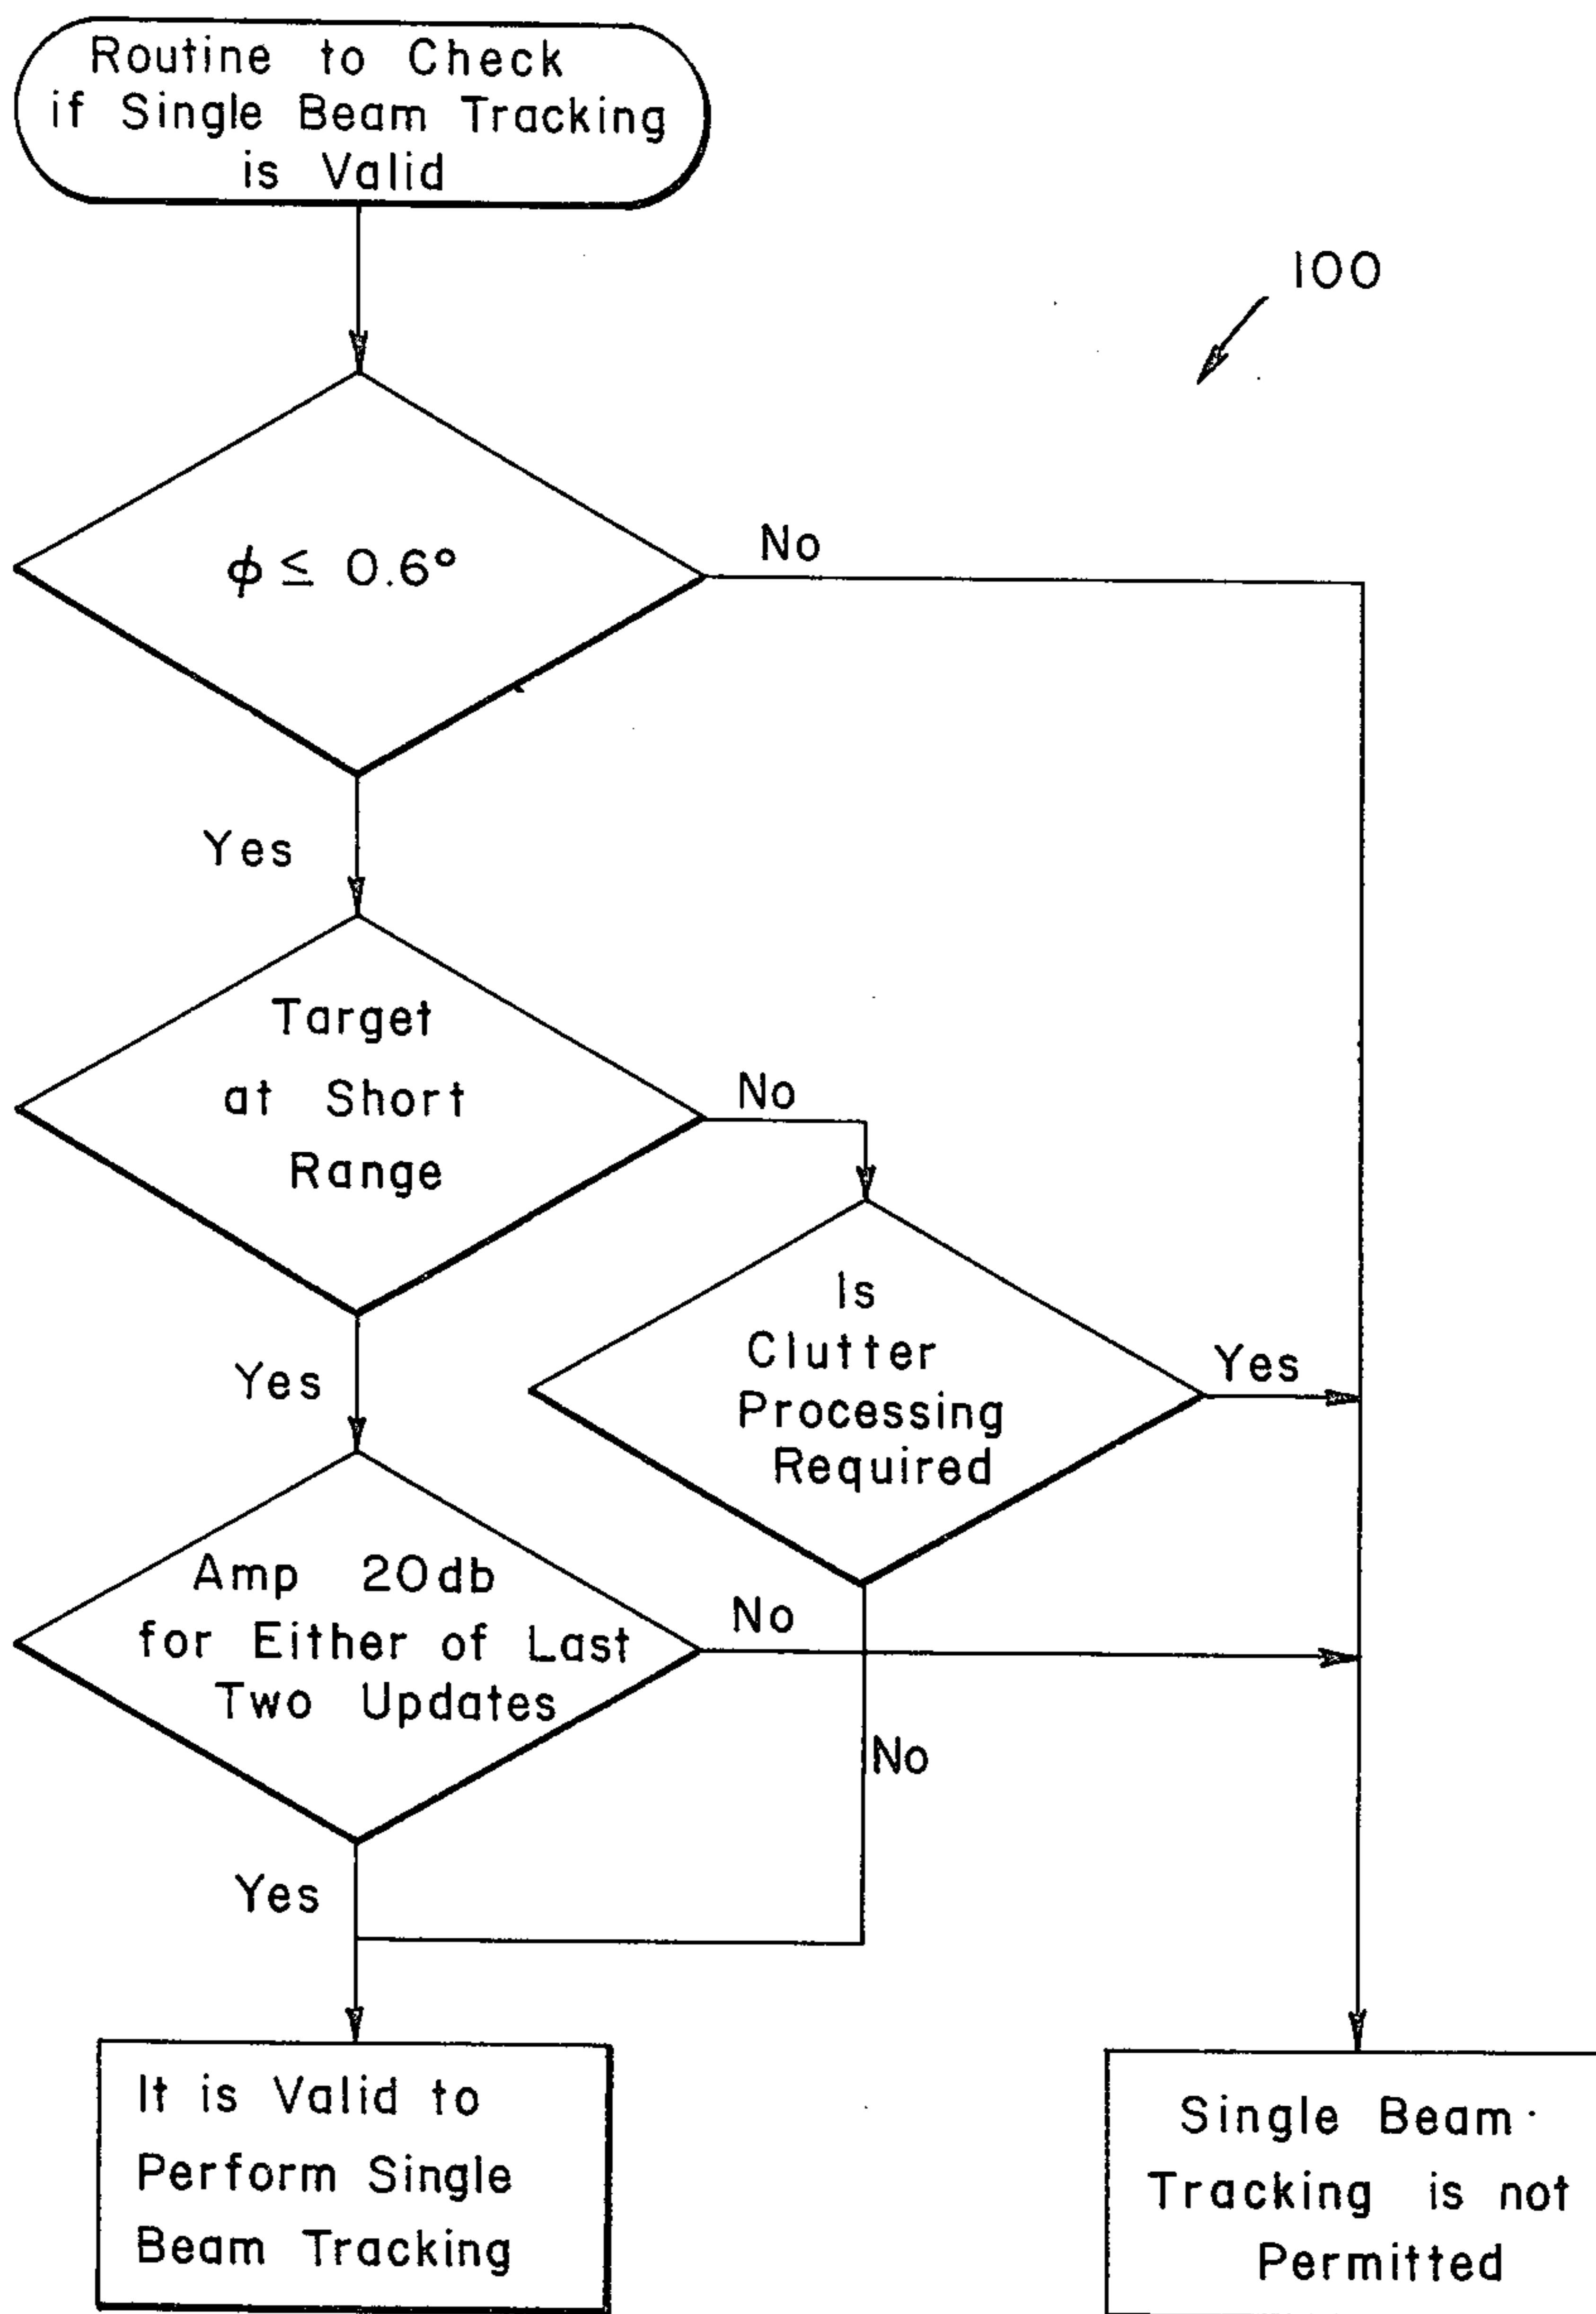 Routine to Check
if Single Beam Tracking
is Valid
100
ϕ ≤ 0.6°
No
Yes
Target
at Short
Range
No
Is
Clutter
Processing
Required
Yes
Yes
Amp 20db
for Either of Last
Two Updates
No
No
Yes
It is Valid to
Perform Single
Beam Tracking
Single Beam
Tracking is not
Permitted